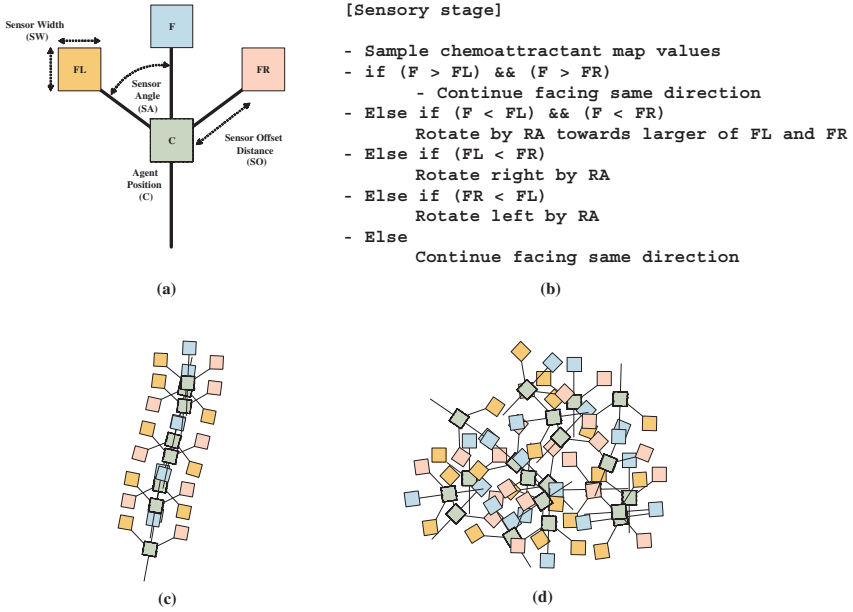 Sensor Width
(SW)
F
FL
FR
Sensor
Angle
(SA)
C
Sensor Offset
Distance
(SO)
Agent
Position
(C)
(a)
[Sensory stage]
- Sample chemoattractant map values
- if (F > FL) && (F > FR)
- Continue facing same direction
- Else if (F < FL) && (F < FR)
Rotate by RA towards larger of FL and FR
- Else if (FL < FR)
Rotate right by RA
- Else if (FR < FL)
Rotate left by RA
- Else
Continue facing same direction
(b)
(c)
(d)